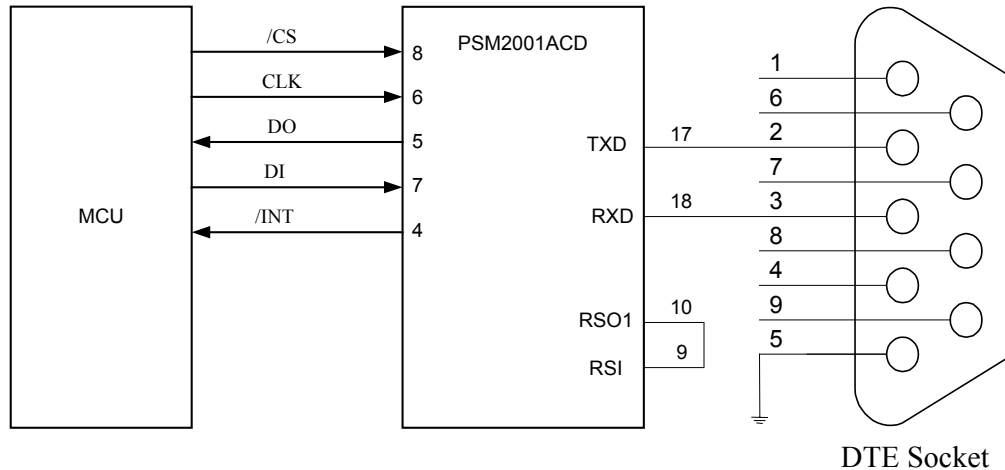 /CS
CLK
DO
DI
/INT
MCU
PSM2001ACD
8
6
5
7
4
TXD
RXD
RSO1
RSI
17
18
10
9
1
6
2
7
3
8
4
9
5
DTE Socket